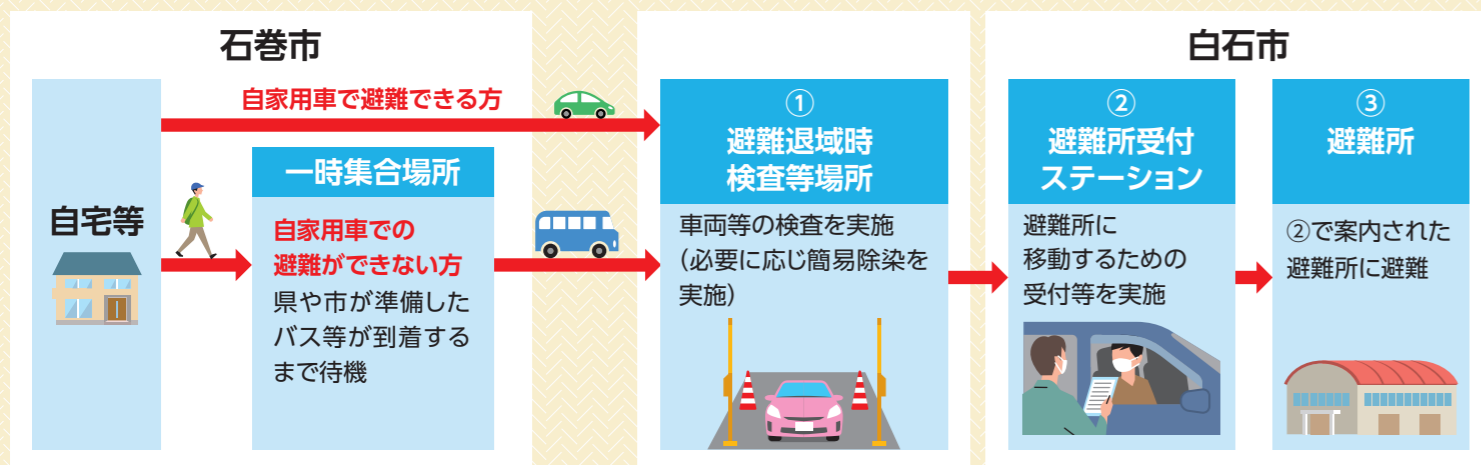 石巻市
自宅等
自家用車で避難できる方
一時集合場所
自家用車での
避難ができない方
県や市が準備した
バス等が到着する
まで待機
①
避難退域時
検査等場所
車両等の検査を実施
（必要に応じ簡易除染を
実施）
白石市
②
避難所受付
ステーション
避難所に
移動するための
受付等を実施
③
避難所
②で案内された
避難所に避難